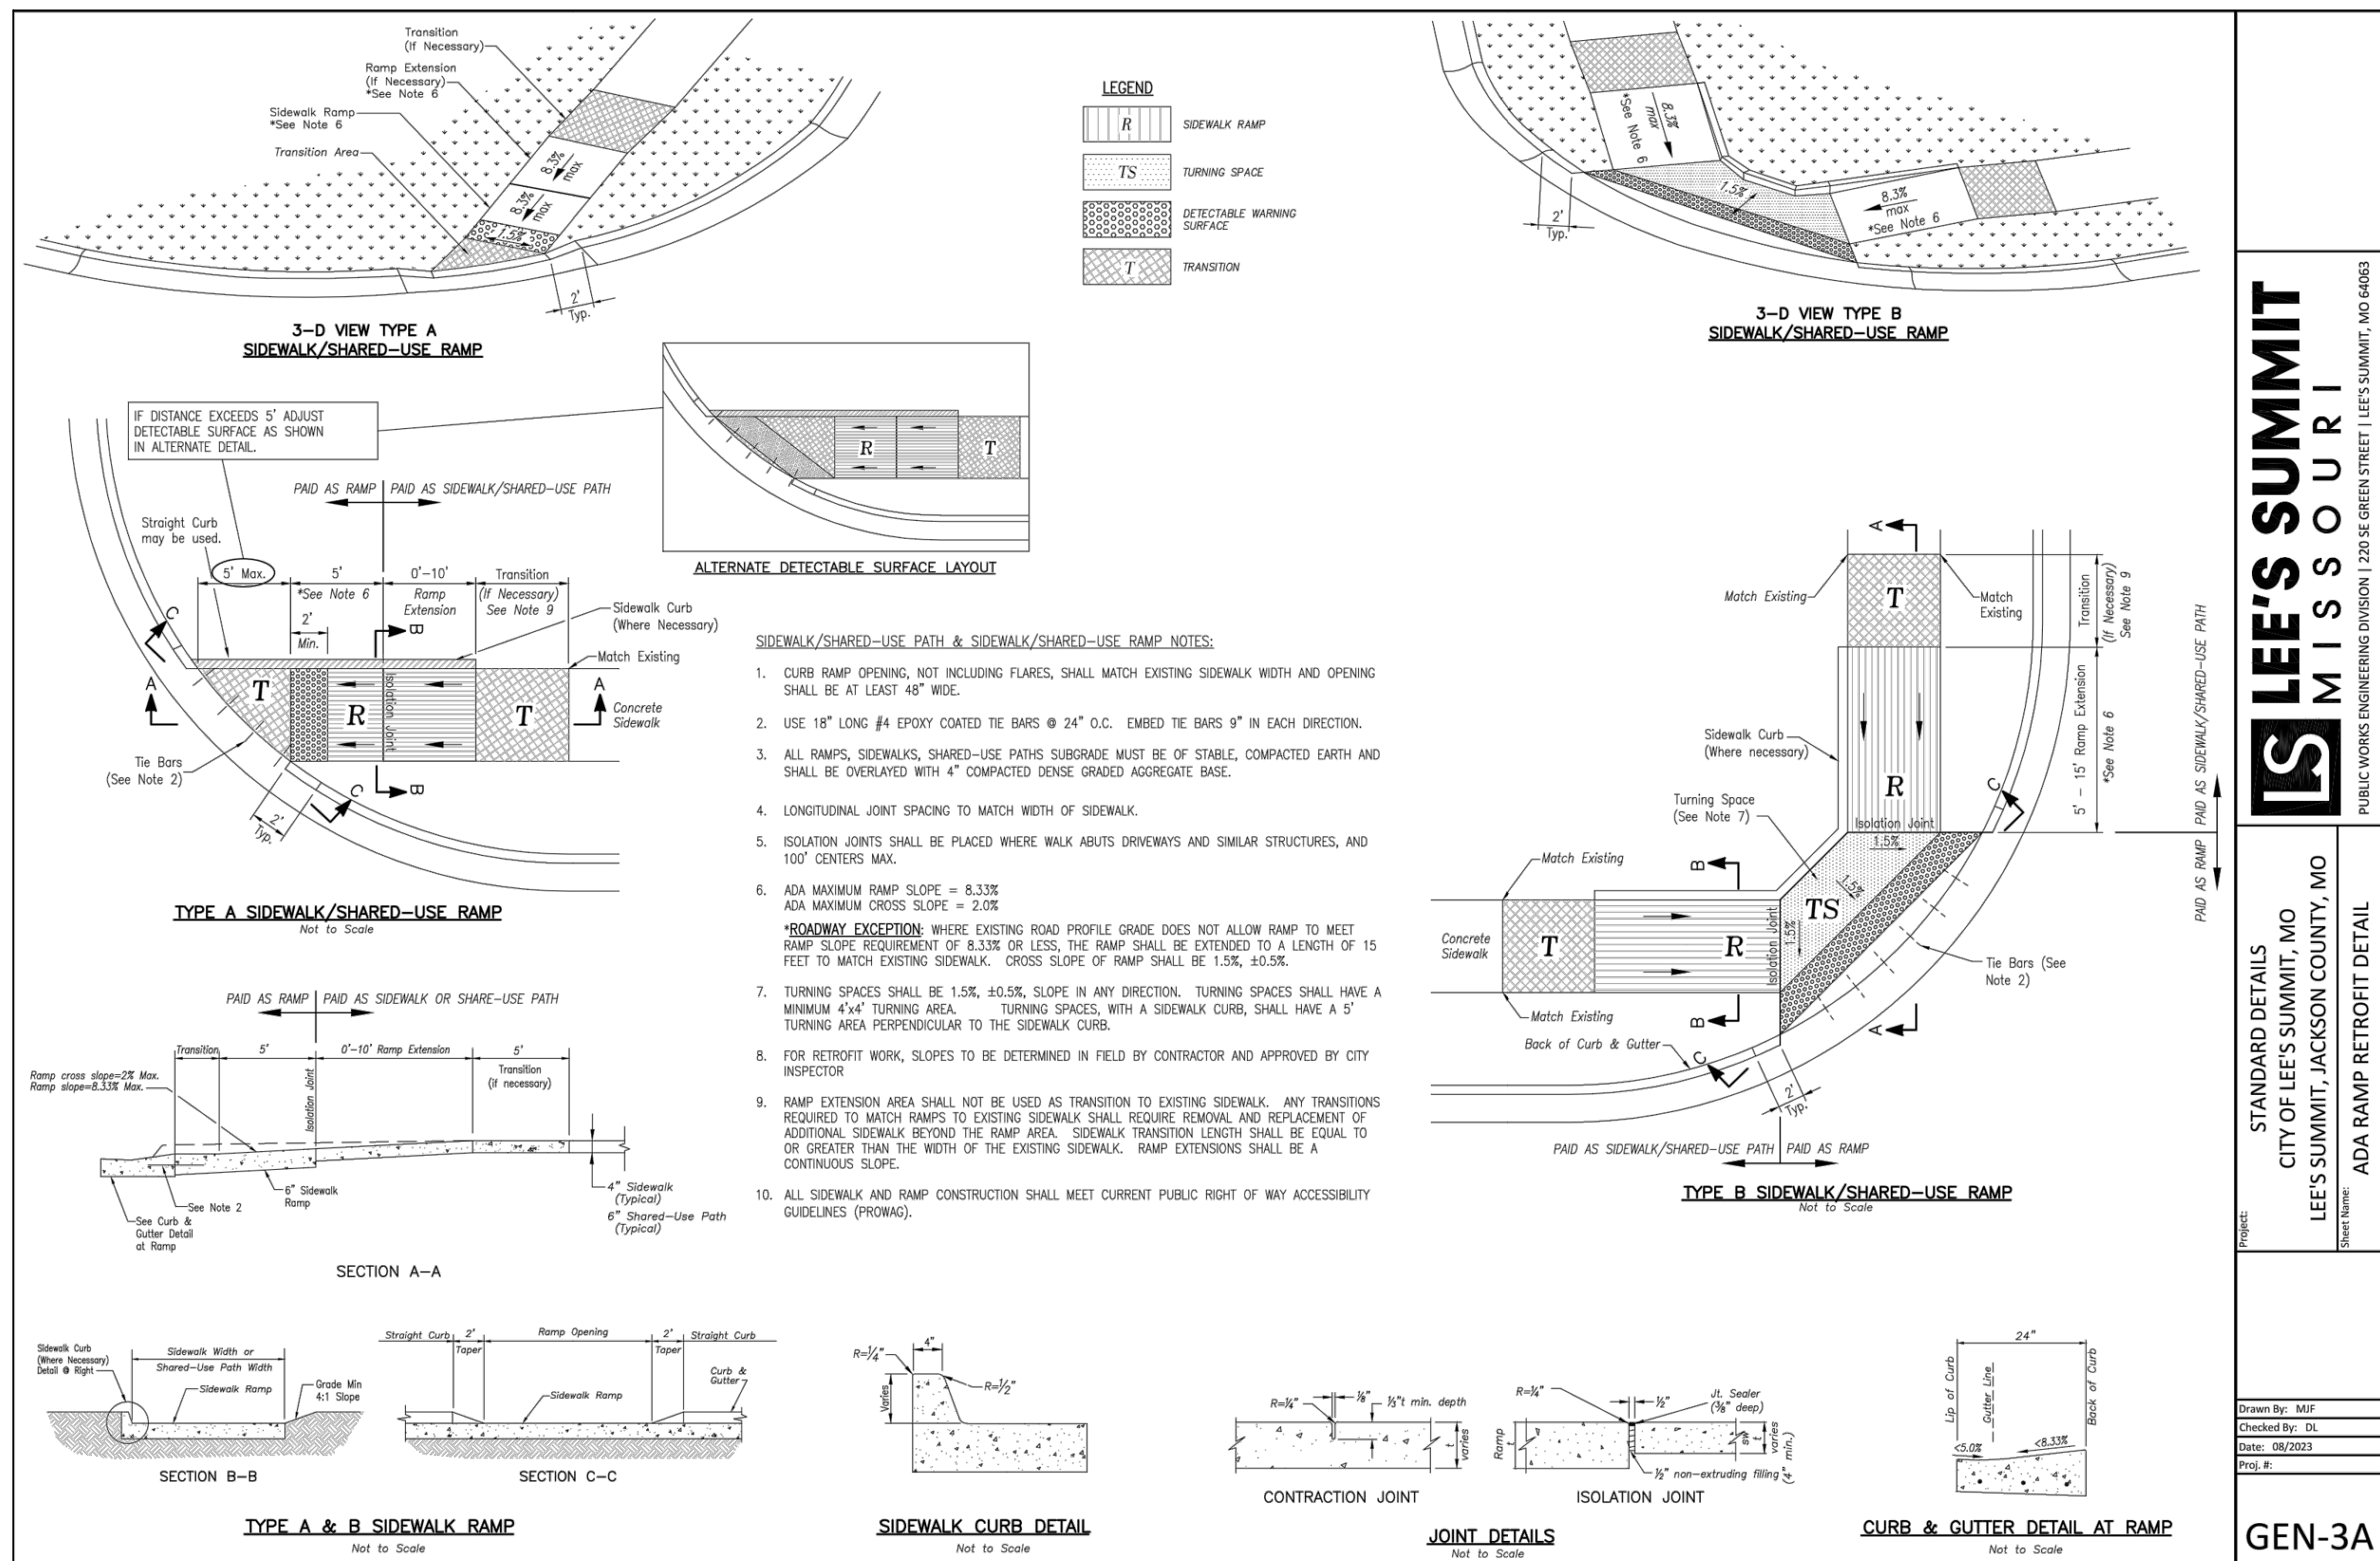 Transition
(If Necessary)
Ramp Extension
(If Necessary)
*See Note 6
Sidewalk Ramp
*See Note 6
Transition Area
8.3%
max
8.3%
max
1.5%
2'
Typ.
3-D VIEW TYPE A
SIDEWALK/SHARED-USE RAMP
LEGEND
R
SIDEWALK RAMP
TS
TURNING SPACE
DETECTABLE WARNING
SURFACE
T
TRANSITION
*See Note 6
8.3%
max
1.5%
8.3%
max
*See Note 6
2'
Typ.
3-D VIEW TYPE B
SIDEWALK/SHARED-USE RAMP
IF DISTANCE EXCEEDS 5' ADJUST
DETECTABLE SURFACE AS SHOWN
IN ALTERNATE DETAIL.
R
T
ALTERNATE DETECTABLE SURFACE LAYOUT
PAID AS RAMP
PAID AS SIDEWALK/SHARED-USE PATH
Straight Curb
may be used.
5' Max.
5'
*See Note 6
0'-10'
Ramp
Extension
Transition
(If Necessary)
See Note 9
2'
Min.
B
Sidewalk Curb
(Where Necessary)
Match Existing
C
A
T
R
Isolation Joint
T
A
Concrete
Sidewalk
Tie Bars
(See Note 2)
C
B
2'
Typ.
TYPE A SIDEWALK/SHARED-USE RAMP
Not to Scale
PAID AS RAMP
PAID AS SIDEWALK OR SHARE-USE PATH
Transition
5'
0'-10' Ramp Extension
5'
Transition
(if necessary)
Ramp cross slope=2% Max.
Ramp slope=8.33% Max.
Isolation Joint
See Note 2
6" Sidewalk
Ramp
See Curb &
Gutter Detail
at Ramp
4" Sidewalk
(Typical)
6" Shared-Use Path
(Typical)
SECTION A-A
SIDEWALK/SHARED-USE PATH & SIDEWALK/SHARED-USE RAMP NOTES:
1. CURB RAMP OPENING, NOT INCLUDING FLARES, SHALL MATCH EXISTING SIDEWALK WIDTH AND OPENING
SHALL BE AT LEAST 48" WIDE.
2. USE 18" LONG #4 EPOXY COATED TIE BARS @ 24" O.C. EMBED TIE BARS 9" IN EACH DIRECTION.
3. ALL RAMPS, SIDEWALKS, SHARED-USE PATHS SUBGRADE MUST BE OF STABLE, COMPACTED EARTH AND
SHALL BE OVERLAYED WITH 4" COMPACTED DENSE GRADED AGGREGATE BASE.
4. LONGITUDINAL JOINT SPACING TO MATCH WIDTH OF SIDEWALK.
5. ISOLATION JOINTS SHALL BE PLACED WHERE WALK ABUTS DRIVEWAYS AND SIMILAR STRUCTURES, AND
100' CENTERS MAX.
6. ADA MAXIMUM RAMP SLOPE = 8.33%
ADA MAXIMUM CROSS SLOPE = 2.0%
*ROADWAY EXCEPTION: WHERE EXISTING ROAD PROFILE GRADE DOES NOT ALLOW RAMP TO MEET
RAMP SLOPE REQUIREMENT OF 8.33% OR LESS, THE RAMP SHALL BE EXTENDED TO A LENGTH OF 15
FEET TO MATCH EXISTING SIDEWALK. CROSS SLOPE OF RAMP SHALL BE 1.5%, ±0.5%.
7. TURNING SPACES SHALL BE 1.5%, ±0.5%, SLOPE IN ANY DIRECTION. TURNING SPACES SHALL HAVE A
MINIMUM 4'x4' TURNING AREA. TURNING SPACES, WITH A SIDEWALK CURB, SHALL HAVE A 5'
TURNING AREA PERPENDICULAR TO THE SIDEWALK CURB.
8. FOR RETROFIT WORK, SLOPES TO BE DETERMINED IN FIELD BY CONTRACTOR AND APPROVED BY CITY
INSPECTOR
9. RAMP EXTENSION AREA SHALL NOT BE USED AS TRANSITION TO EXISTING SIDEWALK. ANY TRANSITIONS
REQUIRED TO MATCH RAMPS TO EXISTING SIDEWALK SHALL REQUIRE REMOVAL AND REPLACEMENT OF
ADDITIONAL SIDEWALK BEYOND THE RAMP AREA. SIDEWALK TRANSITION LENGTH SHALL BE EQUAL TO
OR GREATER THAN THE WIDTH OF THE EXISTING SIDEWALK. RAMP EXTENSIONS SHALL BE A
CONTINUOUS SLOPE.
10. ALL SIDEWALK AND RAMP CONSTRUCTION SHALL MEET CURRENT PUBLIC RIGHT OF WAY ACCESSIBILITY
GUIDELINES (PROWAG).
A
Match Existing
T
Match
Existing
Transition
(If Necessary)
See Note 9
5' - 15' Ramp Extension
*See Note 6
PAID AS SIDEWALK/SHARED-USE PATH
PAID AS RAMP
Sidewalk Curb
(Where necessary)
R
C
Turning Space
(See Note 7)
Isolation Joint
1.5%
Match Existing
B
1.5%
TS
Concrete
Sidewalk
T
R
Isolation Joint
1.5%
Tie Bars (See
Note 2)
Match Existing
B
A
Back of Curb & Gutter
C
2'
Typ.
PAID AS SIDEWALK/SHARED-USE PATH
PAID AS RAMP
TYPE B SIDEWALK/SHARED-USE RAMP
Not to Scale
Sidewalk Curb
(Where Necessary)
Detail @ Right
Sidewalk Width or
Shared-Use Path Width
Sidewalk Ramp
Grade Min
4:1 Slope
SECTION B-B
Straight Curb
2'
Taper
Ramp Opening
2'
Taper
Straight Curb
Curb &
Gutter
Sidewalk Ramp
SECTION C-C
TYPE A & B SIDEWALK RAMP
Not to Scale
4"
R=¼"
R=½"
Varies
SIDEWALK CURB DETAIL
Not to Scale
R=¼"
⅛"
⅓"t min. depth
t
varies
CONTRACTION JOINT
R=¼"
½"
Jt. Sealer
(⅜" deep)
Ramp
t
sw
t
varies
(4" min.)
½" non-extruding filling
ISOLATION JOINT
JOINT DETAILS
Not to Scale
24"
Lip of Curb
Gutter Line
Back of Curb
<5.0%
<8.33%
CURB & GUTTER DETAIL AT RAMP
Not to Scale
LS
LEE'S SUMMIT
MISSOURI
PUBLIC WORKS ENGINEERING DIVISION | 220 SE GREEN STREET | LEE'S SUMMIT, MO 64063
Project:
STANDARD DETAILS
CITY OF LEE'S SUMMIT, MO
LEE'S SUMMIT, JACKSON COUNTY, MO
Sheet Name:
ADA RAMP RETROFIT DETAIL
Drawn By: MJF
Checked By: DL
Date: 08/2023
Proj. #:
GEN-3A